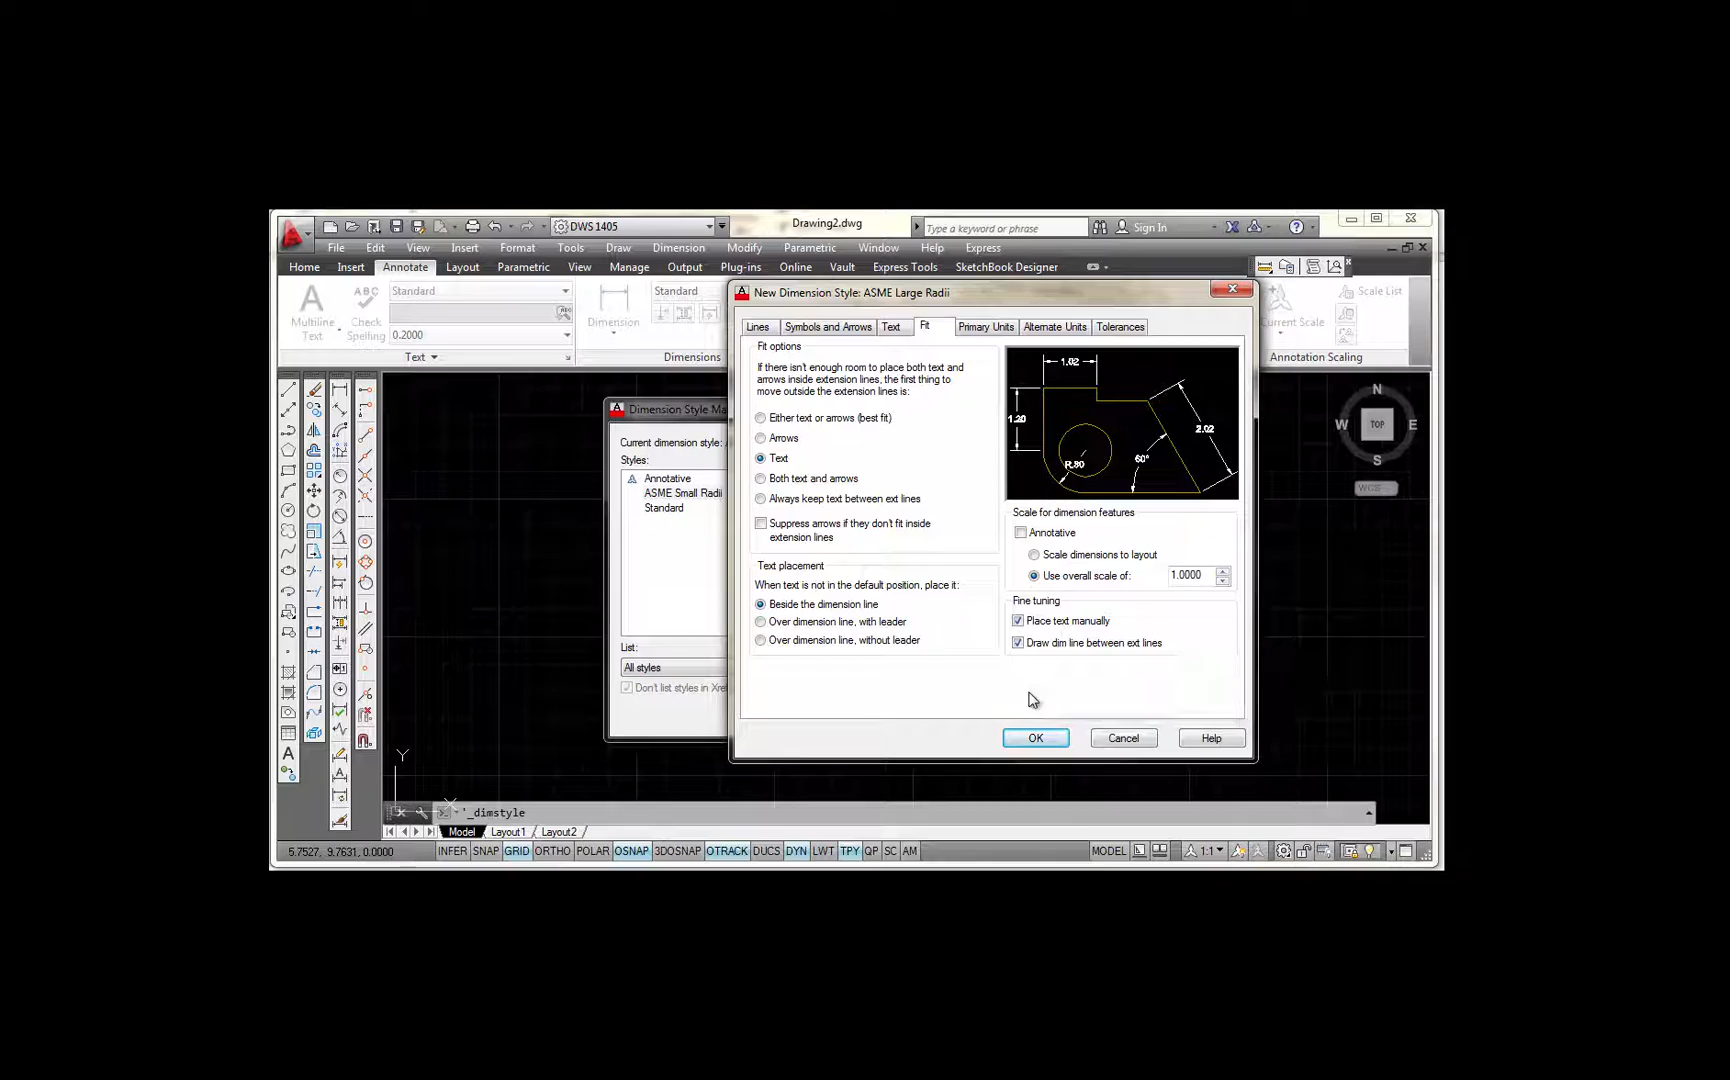 DWS 1405
Drawing2.dwg
Type a keyword or phrase
Sign In
File Edit View Insert Format Tools Draw Dimension Modify Parametric Window Help Express
Home Insert Annotate Layout Parametric View Manage Output Plug-ins Online Vault Express Tools SketchBook Designer
Multiline
Text
Check
Spelling
Standard
0.2000
Dimension
Standard
Current Scale
Scale List
Text
Dimensions
Annotation Scaling
New Dimension Style: ASME Large Radii
Lines Symbols and Arrows Text Fit Primary Units Alternate Units Tolerances
Fit options
If there isn't enough room to place both text and
arrows inside extension lines, the first thing to
move outside the extension lines is:
Either text or arrows (best fit)
Arrows
Text
Both text and arrows
Always keep text between ext lines
Suppress arrows if they don't fit inside
extension lines
Text placement
When text is not in the default position, place it:
Beside the dimension line
Over dimension line, with leader
Over dimension line, without leader
1.02
2.02
60°
R.80
Scale for dimension features
Annotative
Scale dimensions to layout
Use overall scale of: 1.0000
Fine tuning
Place text manually
Draw dim line between ext lines
OK Cancel Help
Dimension Style Ma
Current dimension style:
Styles:
Annotative
ASME Small Radii
Standard
List:
All styles
Don't list styles in Xref
N
W TOP E
S
Y
X
'_dimstyle
Model Layout1 Layout2
5.7527, 9.7631, 0.0000 INFER SNAP GRID ORTHO POLAR OSNAP 3DOSNAP OTRACK DUCS DYN LWT TPY QP SC AM MODEL 1:1